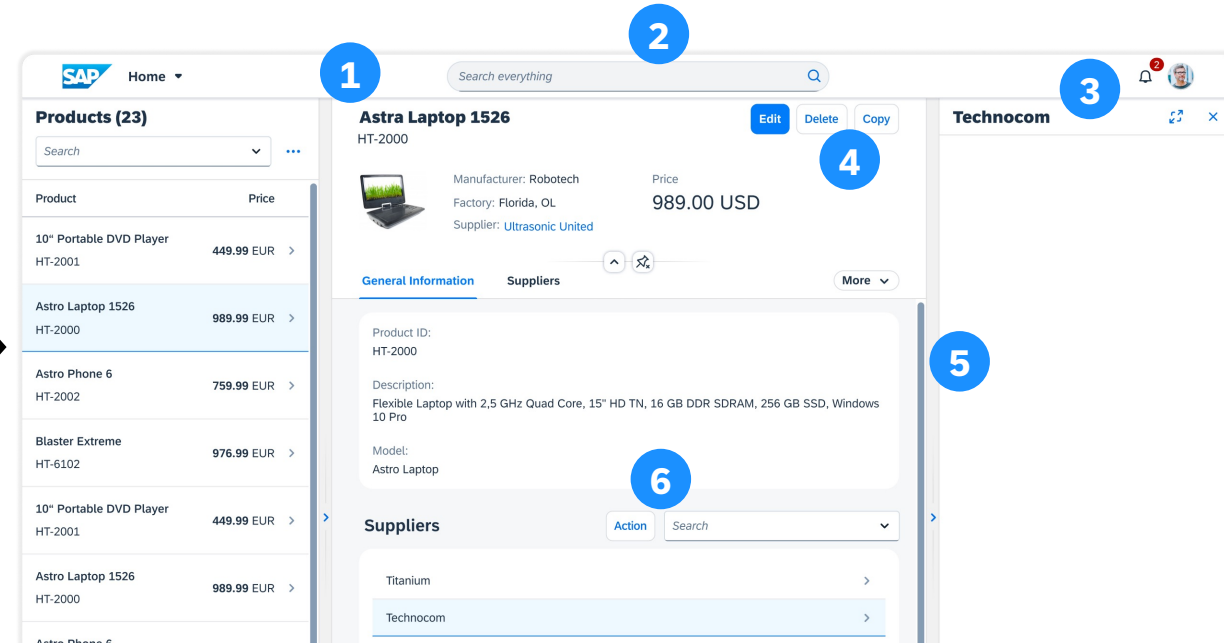 2
SAP Home
1
Search everything
2
3
Products (23)
Search
Product Price
10“ Portable DVD Player
HT-2001
449.99 EUR
Astro Laptop 1526
HT-2000
989.99 EUR
Astro Phone 6
HT-2002
759.99 EUR
Blaster Extreme
HT-6102
976.99 EUR
10“ Portable DVD Player
HT-2001
449.99 EUR
Astro Laptop 1526
HT-2000
989.99 EUR
Astro Phone 6
Astra Laptop 1526
HT-2000
Edit Delete Copy
4
Manufacturer: Robotech
Factory: Florida, OL
Supplier: Ultrasonic United
Price
989.00 USD
General Information Suppliers More
Product ID:
HT-2000
Description:
Flexible Laptop with 2,5 GHz Quad Core, 15" HD TN, 16 GB DDR SDRAM, 256 GB SSD, Windows
10 Pro
Model:
Astro Laptop
6
Suppliers Action Search
Titanium
Technocom
5
Technocom